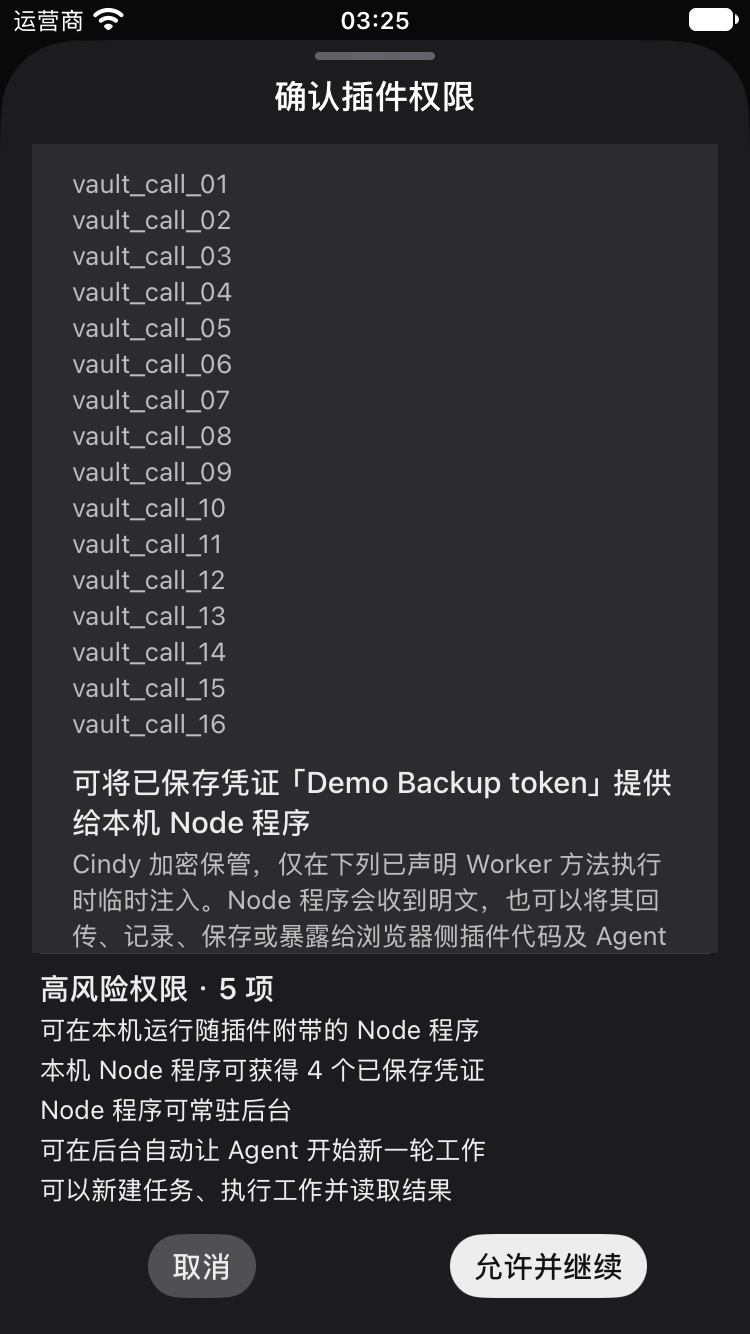 运营商 03:25
确认插件权限
vault_call_01
vault_call_02
vault_call_03
vault_call_04
vault_call_05
vault_call_06
vault_call_07
vault_call_08
vault_call_09
vault_call_10
vault_call_11
vault_call_12
vault_call_13
vault_call_14
vault_call_15
vault_call_16
可将已保存凭证「Demo Backup token」提供
给本机 Node 程序
Cindy 加密保管，仅在下列已声明 Worker 方法执行
时临时注入。Node 程序会收到明文，也可以将其回
传、记录、保存或暴露给浏览器侧插件代码及 Agent
高风险权限 · 5 项
可在本机运行随插件附带的 Node 程序
本机 Node 程序可获得 4 个已保存凭证
Node 程序可常驻后台
可在后台自动让 Agent 开始新一轮工作
可以新建任务、执行工作并读取结果
取消 允许并继续